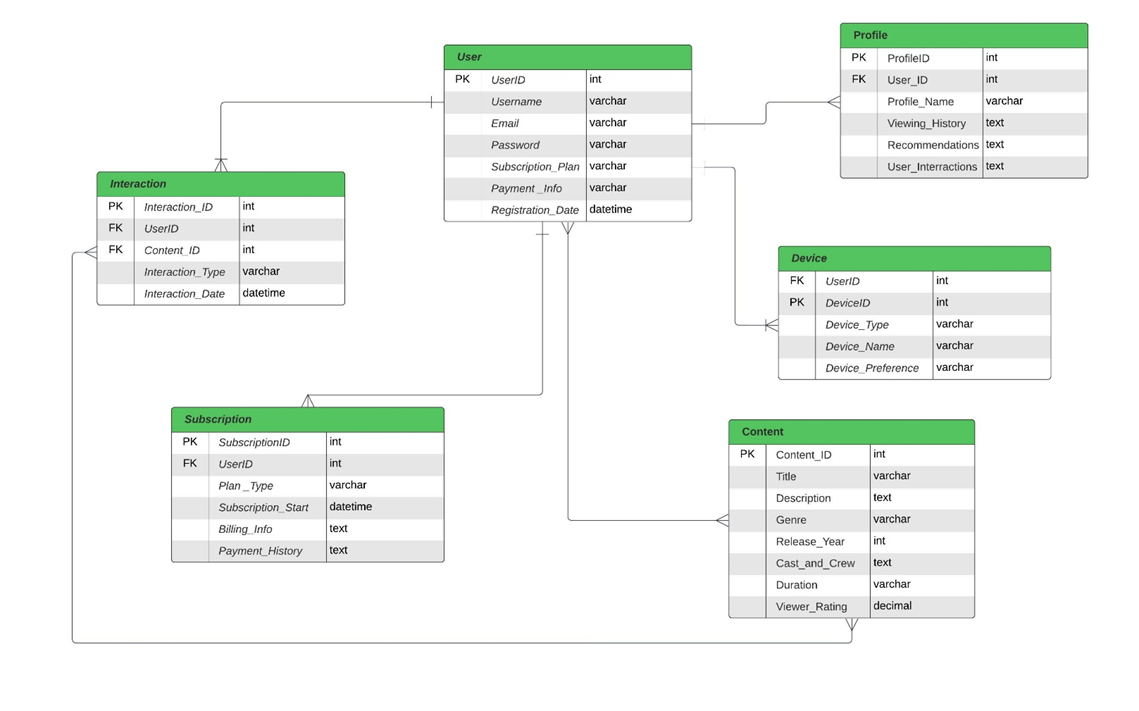 User
PK UserID int
Username varchar
Email varchar
Password varchar
Subscription_Plan varchar
Payment _Info varchar
Registration_Date datetime
Profile
PK ProfileID int
FK User_ID int
Profile_Name varchar
Viewing_History text
Recommendations text
User_Interractions text
Interaction
PK Interaction_ID int
FK UserID int
FK Content_ID int
Interaction_Type varchar
Interaction_Date datetime
Device
FK UserID int
PK DeviceID int
Device_Type varchar
Device_Name varchar
Device_Preference varchar
Subscription
PK SubscriptionID int
FK UserID int
Plan _Type varchar
Subscription_Start datetime
Billing_Info text
Payment_History text
Content
PK Content_ID int
Title varchar
Description text
Genre varchar
Release_Year int
Cast_and_Crew text
Duration varchar
Viewer_Rating decimal